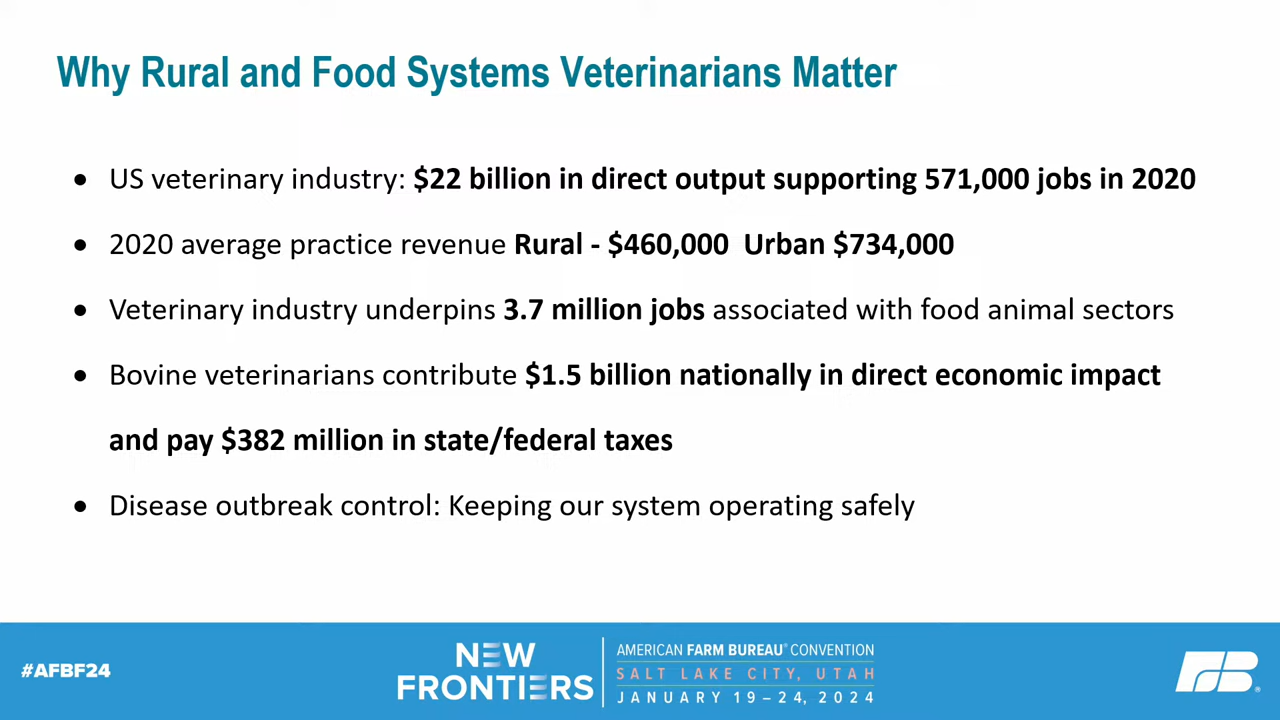 Why Rural and Food Systems Veterinarians Matter
• US veterinary industry: $22 billion in direct output supporting 571,000 jobs in 2020
• 2020 average practice revenue Rural - $460,000 Urban $734,000
• Veterinary industry underpins 3.7 million jobs associated with food animal sectors
• Bovine veterinarians contribute $1.5 billion nationally in direct economic impact
and pay $382 million in state/federal taxes
• Disease outbreak control: Keeping our system operating safely
#AFBF24
NEW
FRONTIERS
AMERICAN FARM BUREAU® CONVENTION
SALT LAKE CITY, UTAH
JANUARY 19–24, 2024
FB®